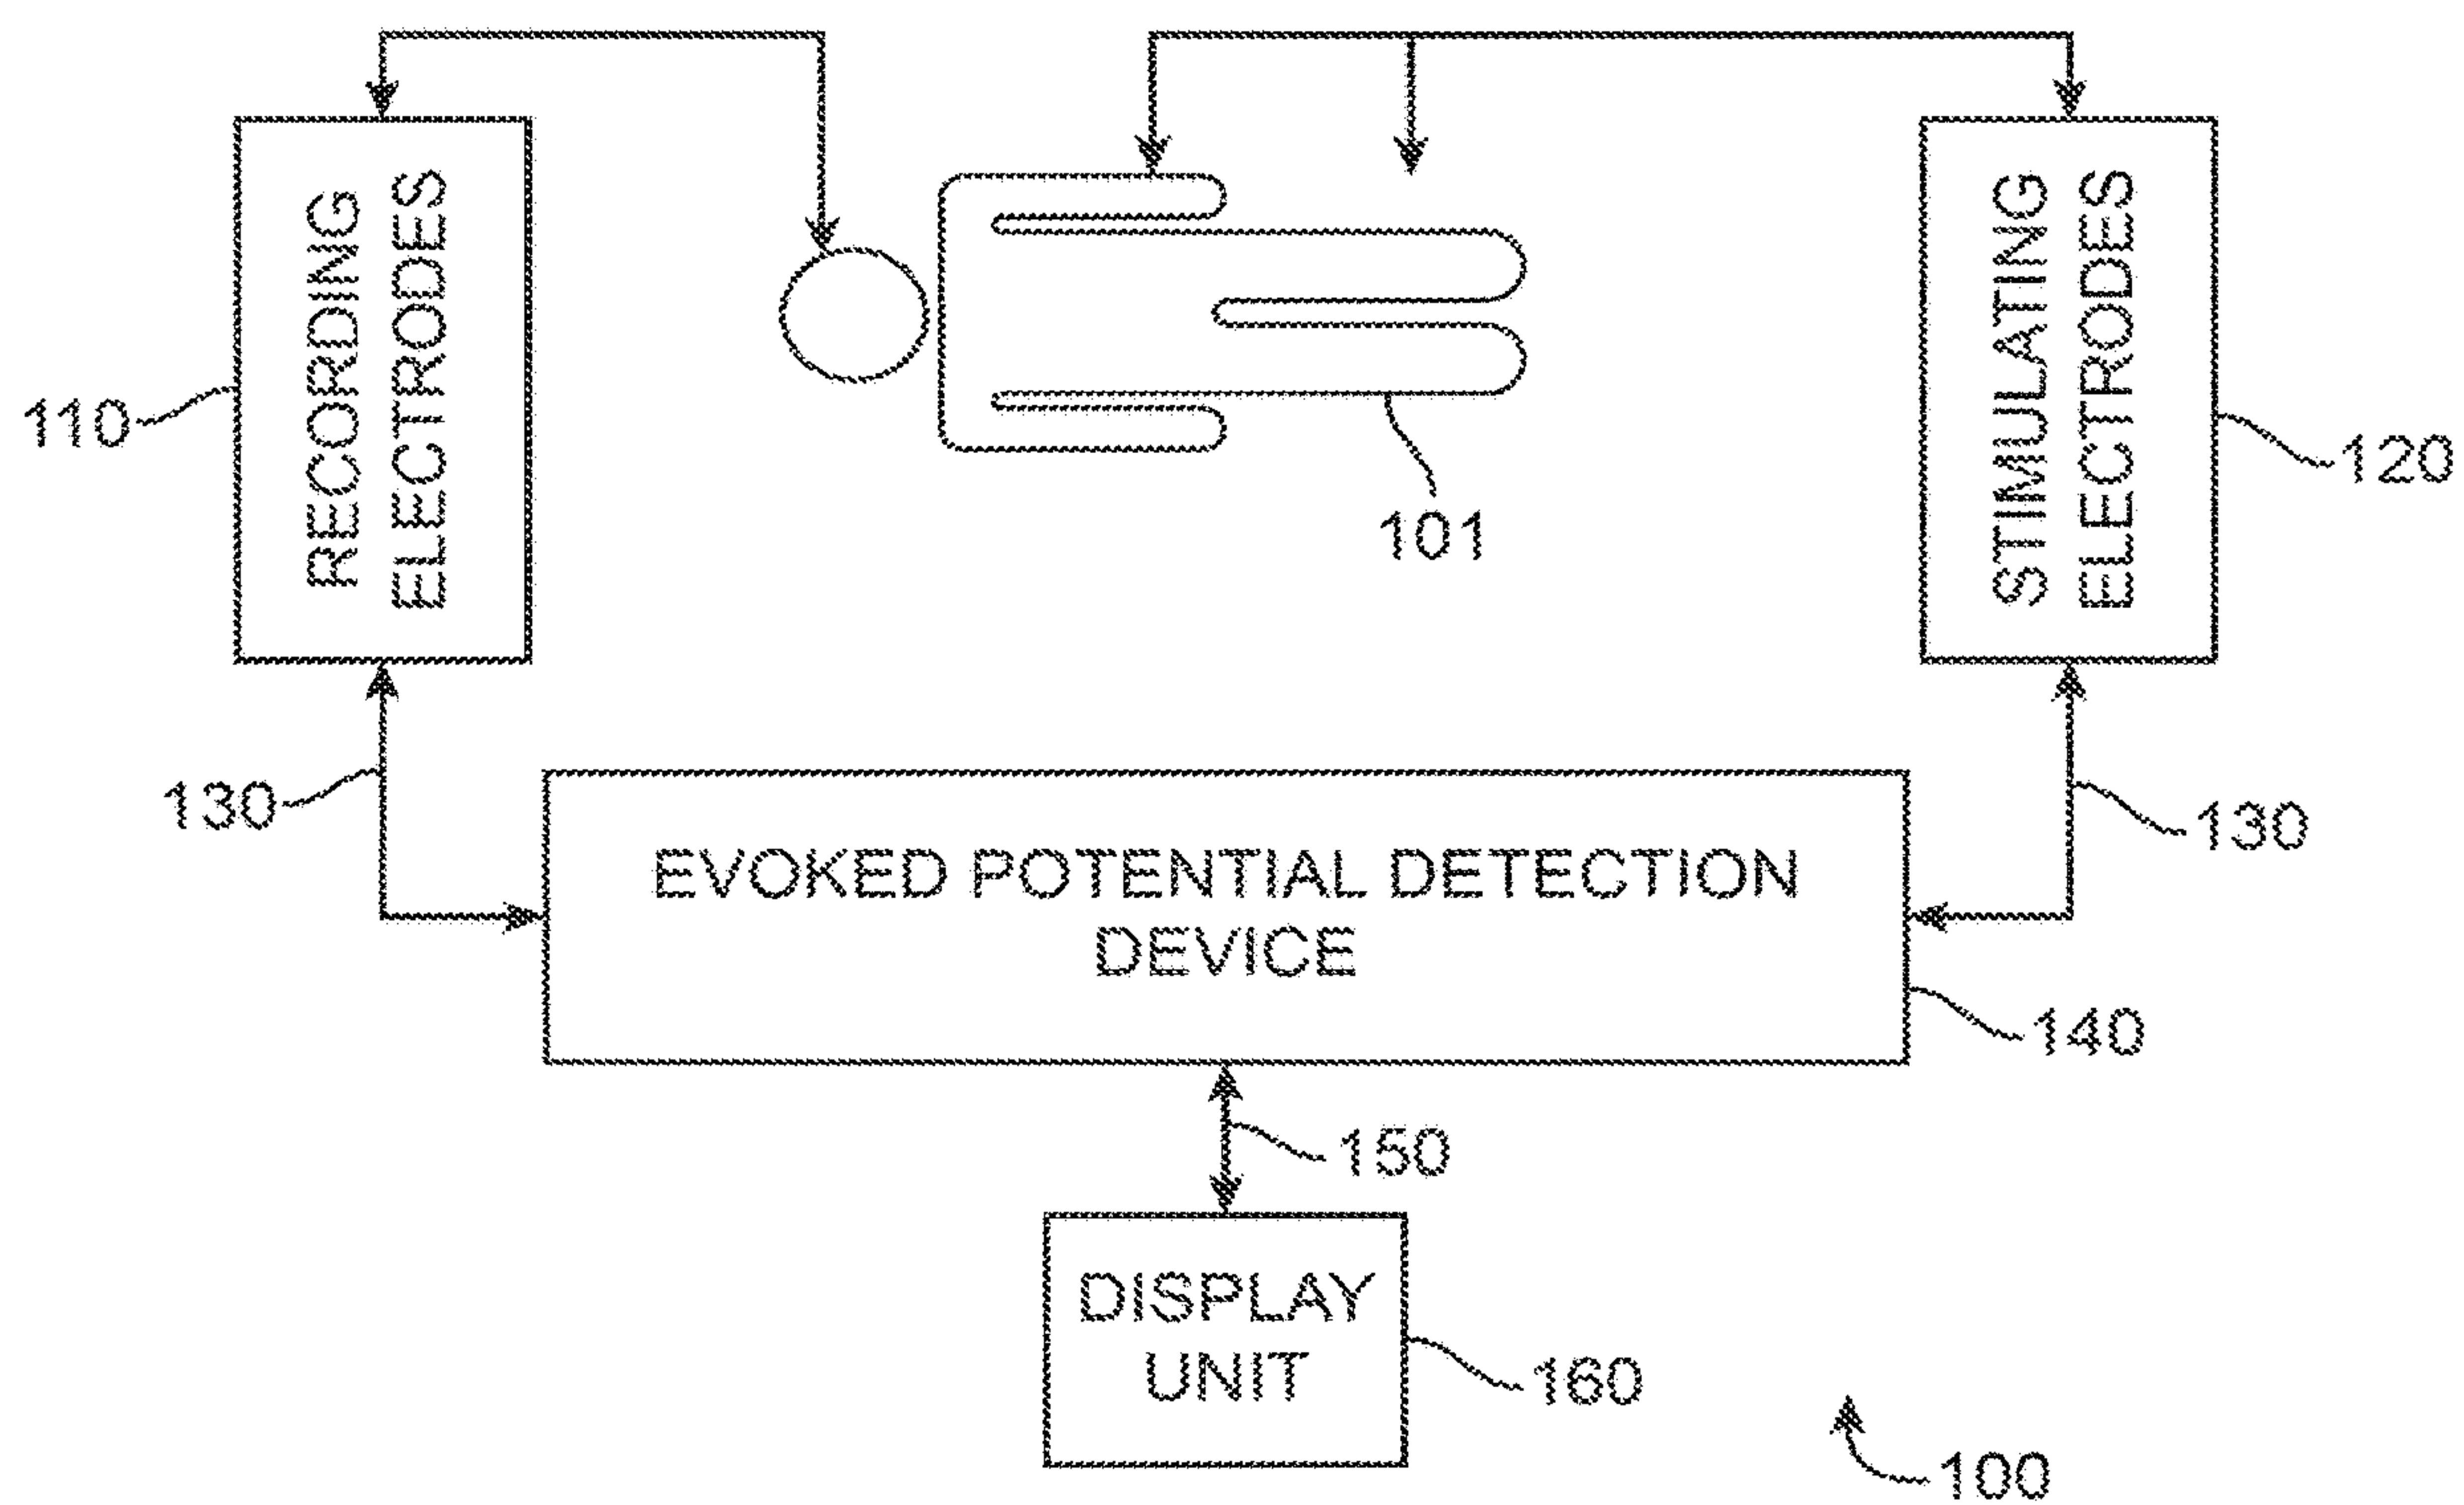 RECORDING
ELECTRODES
STIMULATING
ELECTRODES
110
120
101
130
130
EVOKED POTENTIAL DETECTION
DEVICE
140
150
DISPLAY
UNIT
160
100